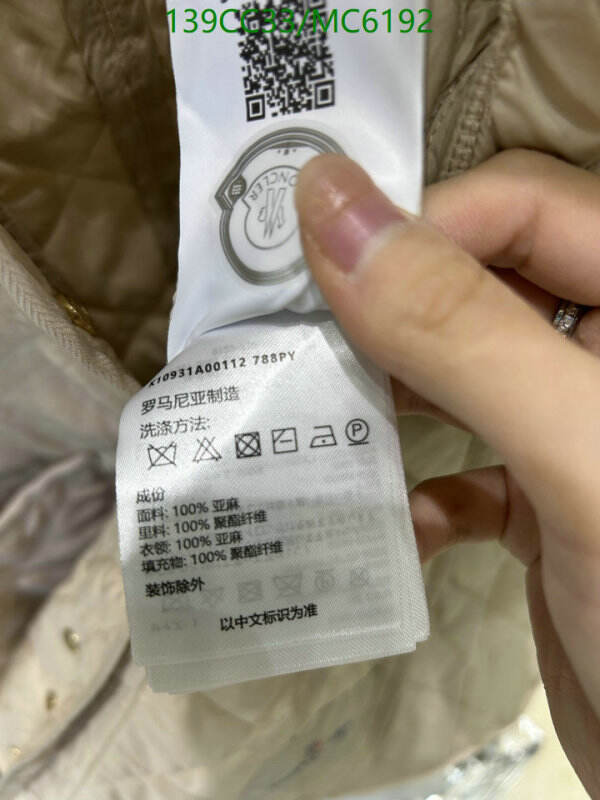 139CC33/MC6192
MONCLER
K10931A00112 788PY
罗马尼亚制造
洗涤方法:
P
成份
面料: 100% 亚麻
里料: 100% 聚酯纤维
衣领: 100% 亚麻
填充物: 100% 聚酯纤维
装饰除外
以中文标识为准